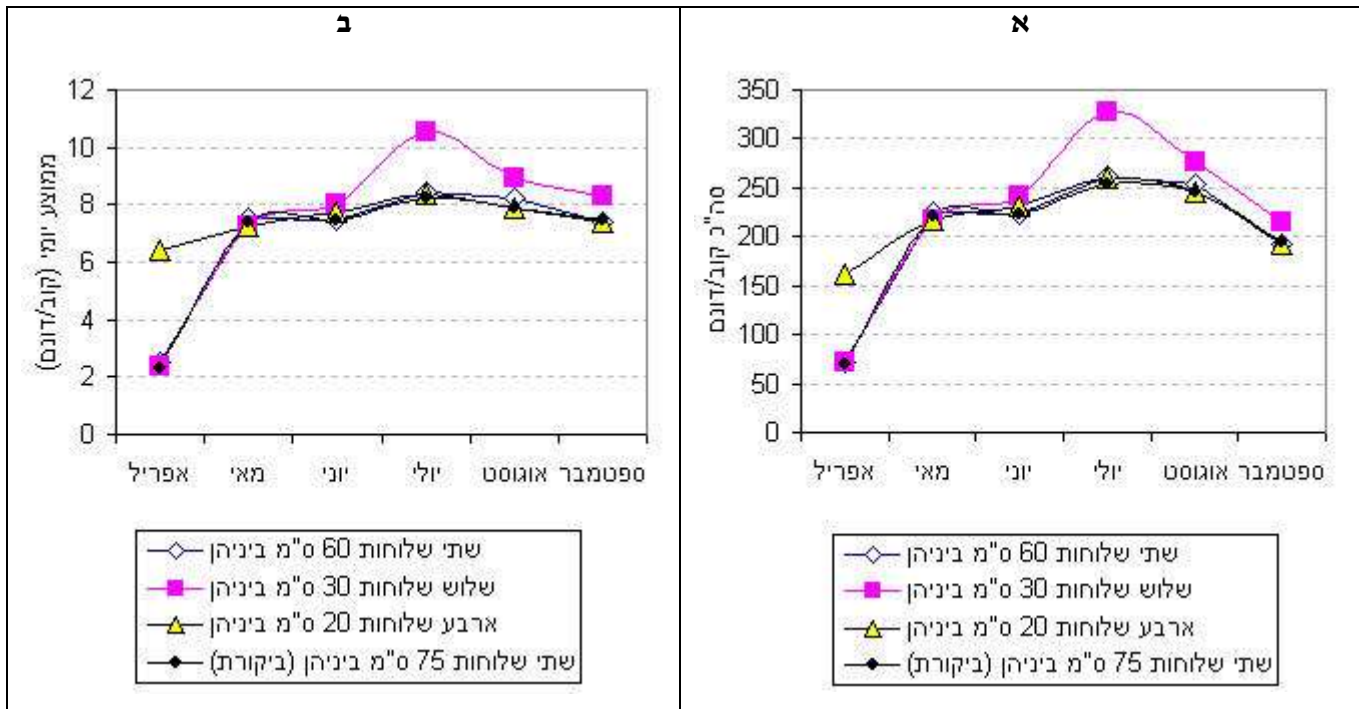 א
סה"כ קוב/דונם
350
300
250
200
150
100
50
0
אפריל מאי יוני יולי אוגוסט ספטמבר
שתי שלוחות 60 ס"מ ביניהן
שלוש שלוחות 30 ס"מ ביניהן
ארבע שלוחות 20 ס"מ ביניהן
שתי שלוחות 75 ס"מ ביניהן (ביקורת)
ב
ממוצע יומי (קוב/דונם)
12
10
8
6
4
2
0
אפריל מאי יוני יולי אוגוסט ספטמבר
שתי שלוחות 60 ס"מ ביניהן
שלוש שלוחות 30 ס"מ ביניהן
ארבע שלוחות 20 ס"מ ביניהן
שתי שלוחות 75 ס"מ ביניהן (ביקורת)